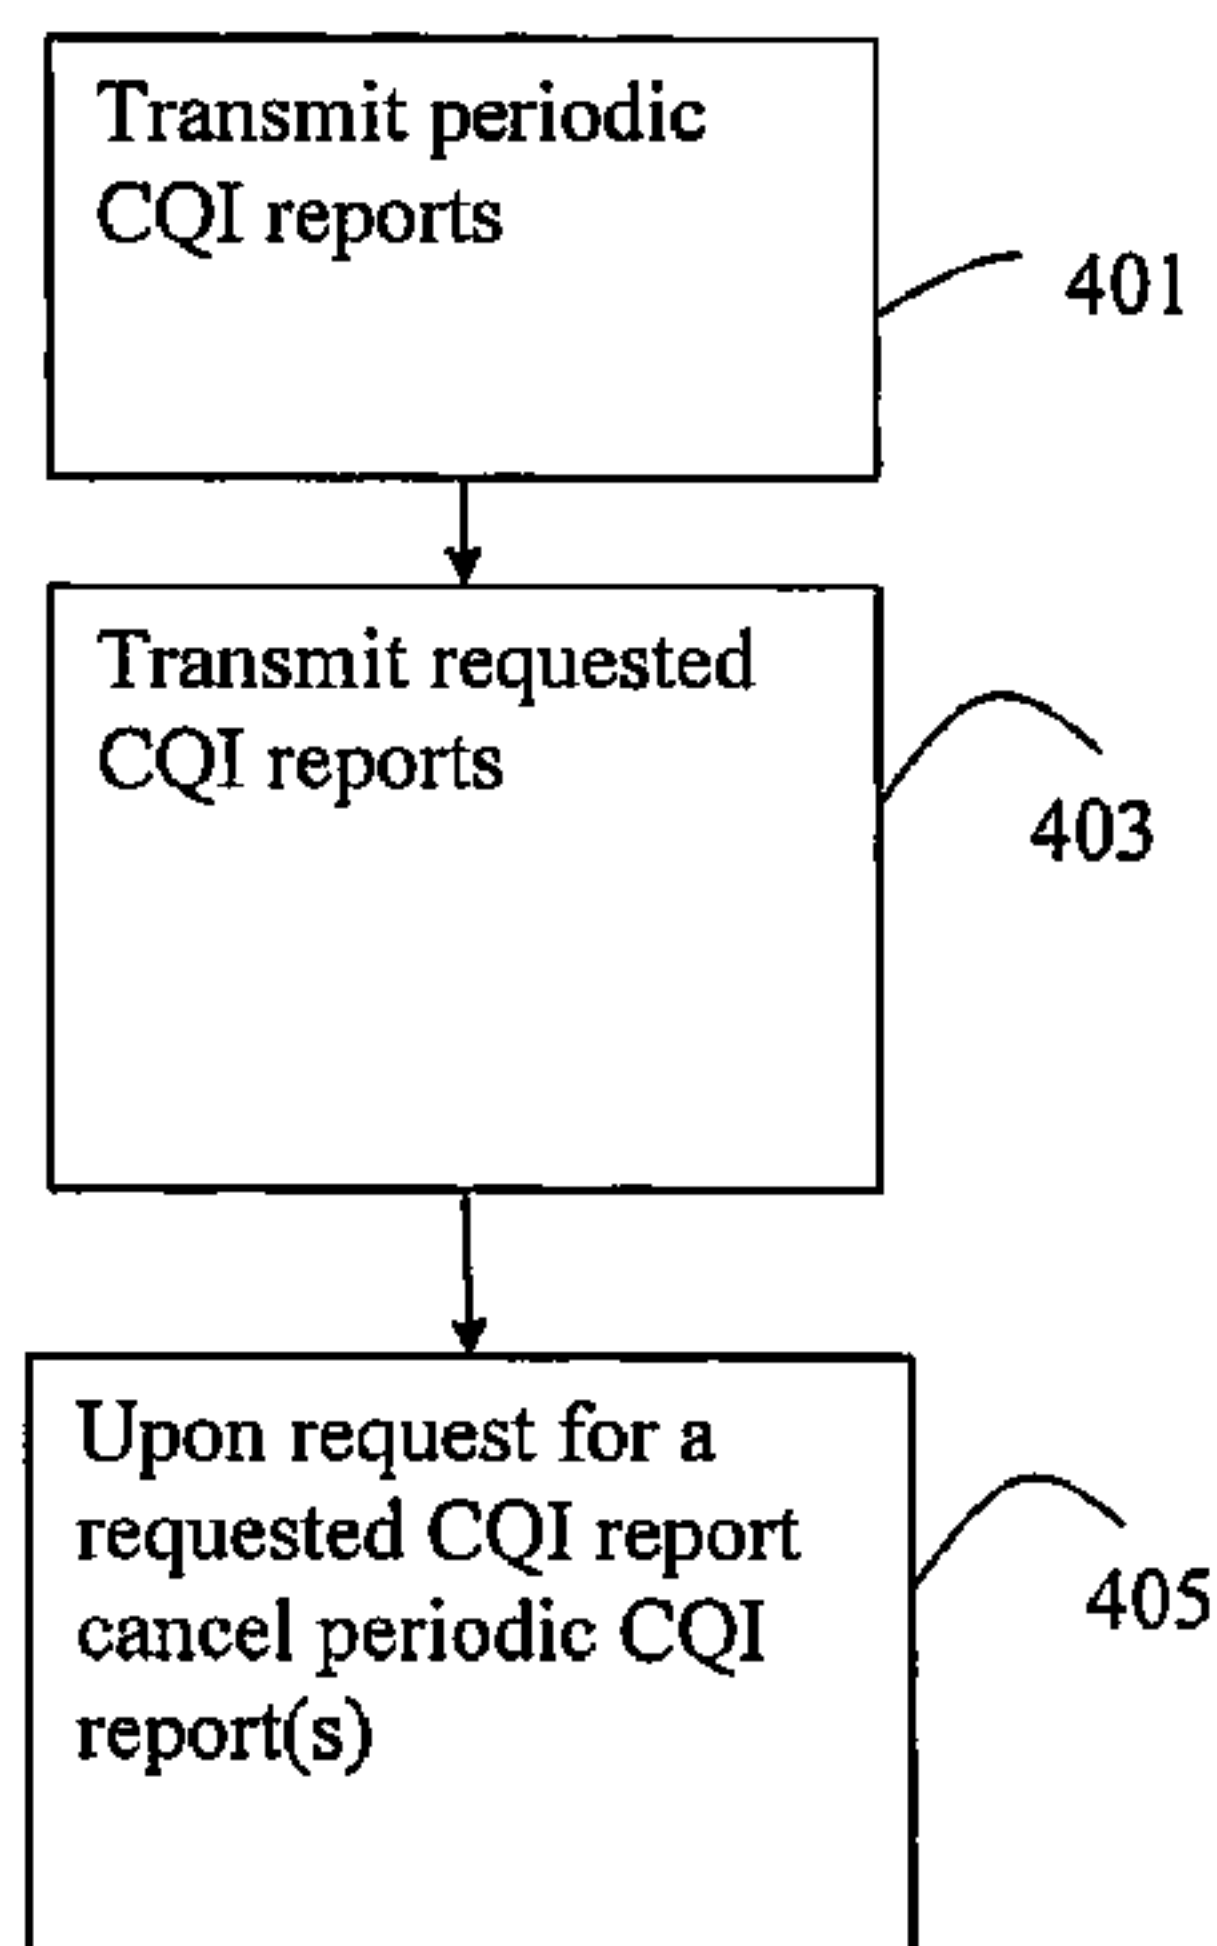 Transmit periodic
CQI reports
401
Transmit requested
CQI reports
403
Upon request for a
requested CQI report
cancel periodic CQI
report(s)
405